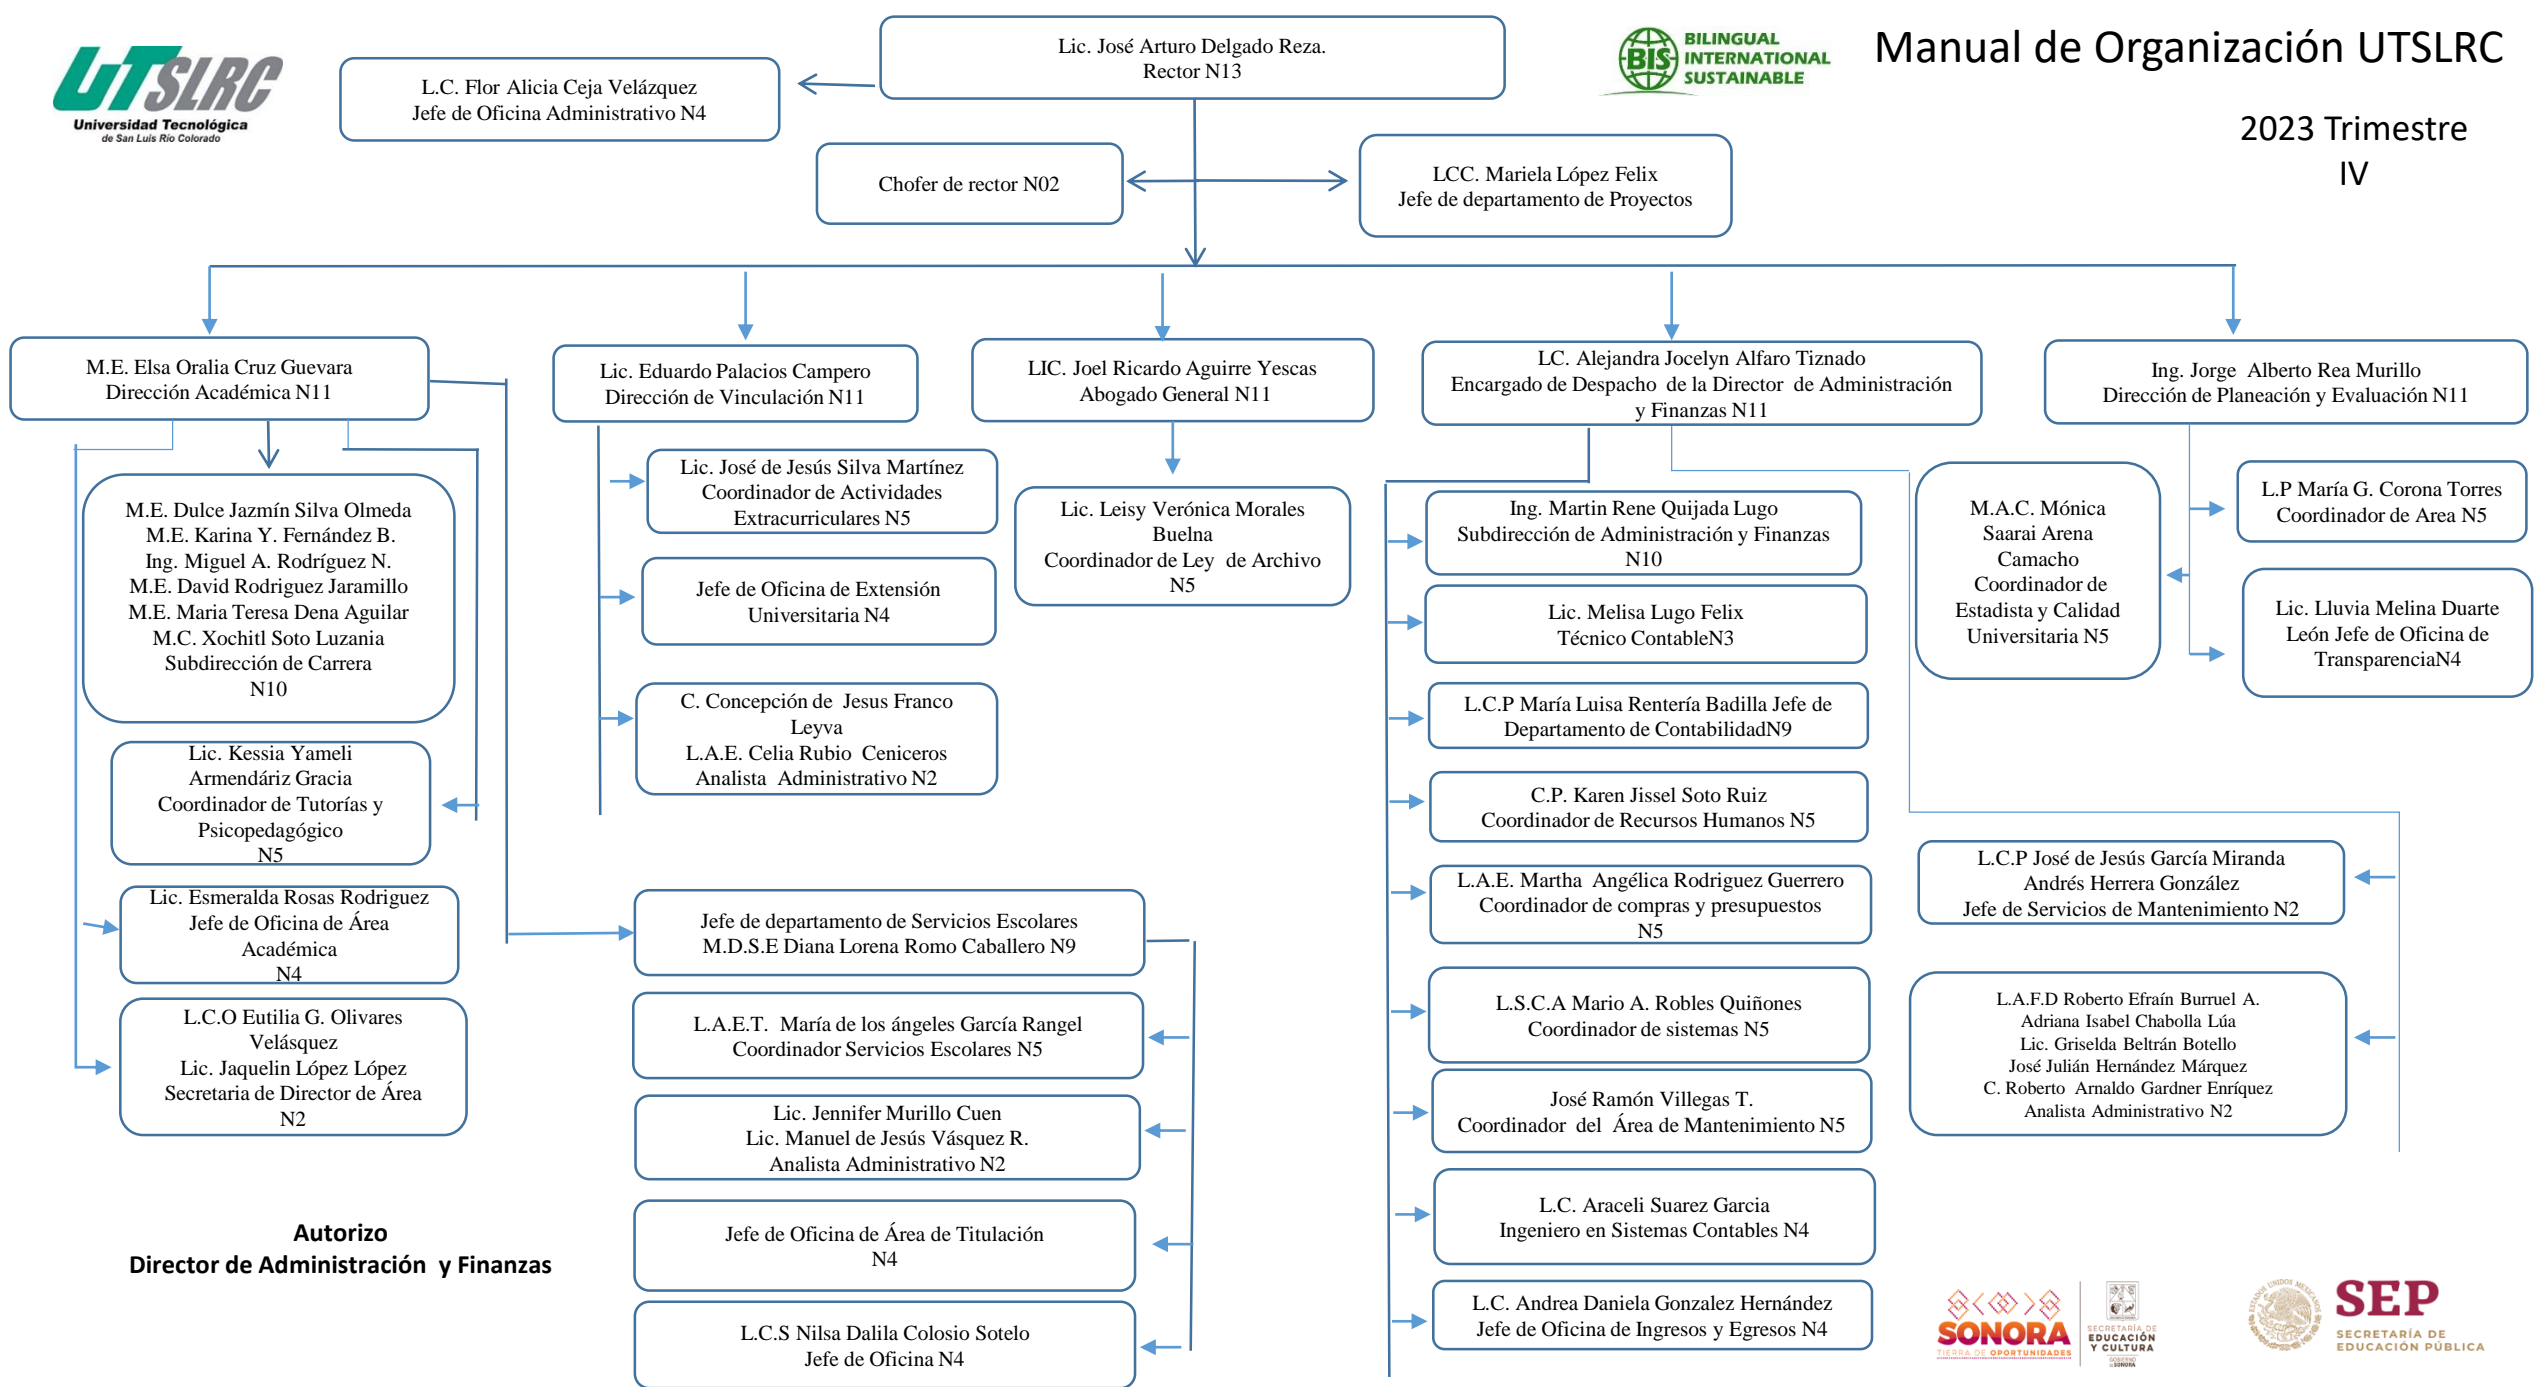 UTSLRC
Universidad Tecnológica
de San Luis Río Colorado
L.C. Flor Alicia Ceja Velázquez
Jefe de Oficina Administrativo N4
Lic. José Arturo Delgado Reza.
Rector N13
BIS
BILINGUAL
INTERNATIONAL
SUSTAINABLE
Manual de Organización UTSLRC
2023 Trimestre
IV
Chofer de rector N02
LCC. Mariela López Felix
Jefe de departamento de Proyectos
M.E. Elsa Oralia Cruz Guevara
Dirección Académica N11
Lic. Eduardo Palacios Campero
Dirección de Vinculación N11
LIC. Joel Ricardo Aguirre Yescas
Abogado General N11
LC. Alejandra Jocelyn Alfaro Tiznado
Encargado de Despacho de la Director de Administración
y Finanzas N11
Ing. Jorge Alberto Rea Murillo
Dirección de Planeación y Evaluación N11
M.E. Dulce Jazmín Silva Olmeda
M.E. Karina Y. Fernández B.
Ing. Miguel A. Rodríguez N.
M.E. David Rodriguez Jaramillo
M.E. Maria Teresa Dena Aguilar
M.C. Xochitl Soto Luzania
Subdirección de Carrera
N10
Lic. Kessia Yameli
Armendáriz Gracia
Coordinador de Tutorías y
Psicopedagógico
N5
Lic. Esmeralda Rosas Rodriguez
Jefe de Oficina de Área
Académica
N4
L.C.O Eutilia G. Olivares
Velásquez
Lic. Jaquelin López López
Secretaria de Director de Área
N2
Lic. José de Jesús Silva Martínez
Coordinador de Actividades
Extracurriculares N5
Jefe de Oficina de Extensión
Universitaria N4
C. Concepción de Jesus Franco
Leyva
L.A.E. Celia Rubio Ceniceros
Analista Administrativo N2
Jefe de departamento de Servicios Escolares
M.D.S.E Diana Lorena Romo Caballero N9
L.A.E.T. María de los ángeles García Rangel
Coordinador Servicios Escolares N5
Lic. Jennifer Murillo Cuen
Lic. Manuel de Jesús Vásquez R.
Analista Administrativo N2
Jefe de Oficina de Área de Titulación
N4
L.C.S Nilsa Dalila Colosio Sotelo
Jefe de Oficina N4
Lic. Leisy Verónica Morales
Buelna
Coordinador de Ley de Archivo
N5
Ing. Martin Rene Quijada Lugo
Subdirección de Administración y Finanzas
N10
Lic. Melisa Lugo Felix
Técnico ContableN3
L.C.P María Luisa Rentería Badilla Jefe de
Departamento de ContabilidadN9
C.P. Karen Jissel Soto Ruiz
Coordinador de Recursos Humanos N5
L.A.E. Martha Angélica Rodriguez Guerrero
Coordinador de compras y presupuestos
N5
L.S.C.A Mario A. Robles Quiñones
Coordinador de sistemas N5
José Ramón Villegas T.
Coordinador del Área de Mantenimiento N5
L.C. Araceli Suarez Garcia
Ingeniero en Sistemas Contables N4
L.C. Andrea Daniela Gonzalez Hernández
Jefe de Oficina de Ingresos y Egresos N4
M.A.C. Mónica
Saarai Arena
Camacho
Coordinador de
Estadista y Calidad
Universitaria N5
L.P María G. Corona Torres
Coordinador de Area N5
Lic. Lluvia Melina Duarte
León Jefe de Oficina de
TransparenciaN4
L.C.P José de Jesús García Miranda
Andrés Herrera González
Jefe de Servicios de Mantenimiento N2
L.A.F.D Roberto Efraín Burruel A.
Adriana Isabel Chabolla Lúa
Lic. Griselda Beltrán Botello
José Julián Hernández Márquez
C. Roberto Arnaldo Gardner Enríquez
Analista Administrativo N2
Autorizo
Director de Administración y Finanzas
SONORA
TIERRA DE OPORTUNIDADES
SECRETARÍA DE
EDUCACIÓN
Y CULTURA
GOBIERNO
DE SONORA
ESTADOS UNIDOS MEXICANOS
SEP
SECRETARÍA DE
EDUCACIÓN PÚBLICA